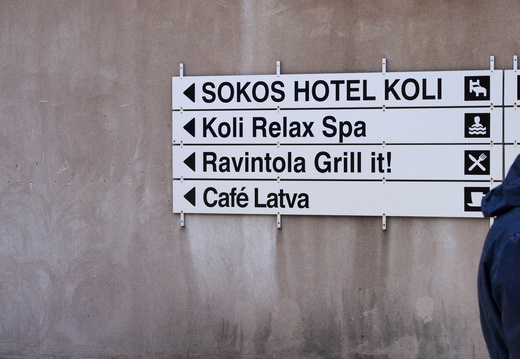 SOKOS HOTEL KOLI
Koli Relax Spa
Ravintola Grill it!
Café Latva